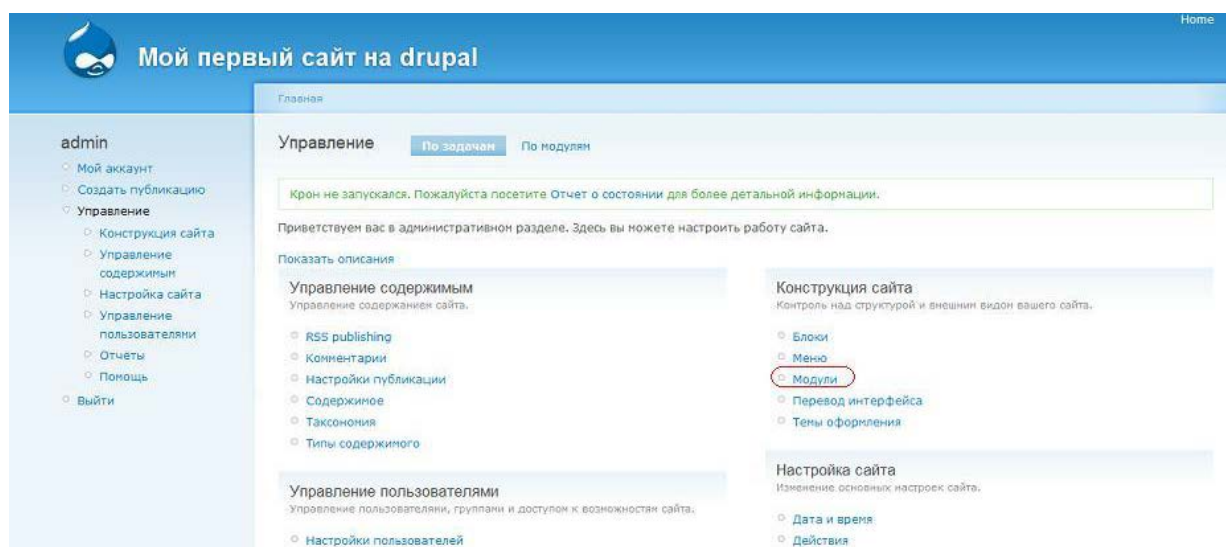 Home
Мой первый сайт на drupal
Главная
admin
Мой аккаунт
Создать публикацию
Управление
Конструкция сайта
Управление
содержимым
Настройка сайта
Управление
пользователями
Отчеты
Помощь
Выйти
Управление По задачам По модулям
Крон не запускался. Пожалуйста посетите Отчет о состоянии для более детальной информации.
Приветствуем вас в административном разделе. Здесь вы можете настроить работу сайта.
Показать описания
Управление содержимым
Управление содержанием сайта.
RSS publishing
Комментарии
Настройки публикации
Содержимое
Таксономия
Типы содержимого
Управление пользователями
Управление пользователями, группами и доступом к возможностям сайта.
Настройки пользователей
Конструкция сайта
Контроль над структурой и внешним видом вашего сайта.
Блоки
Меню
Модули
Перевод интерфейса
Темы оформления
Настройка сайта
Изменение основных настроек сайта.
Дата и время
Действия